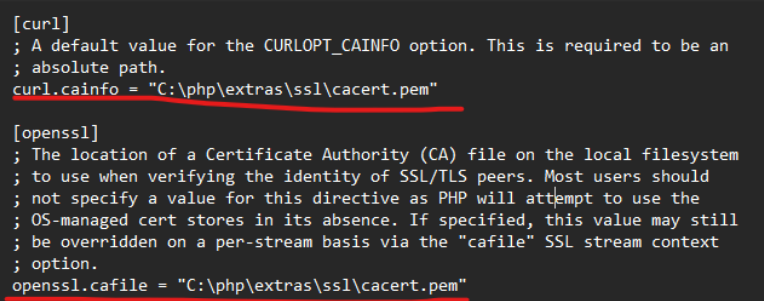 [curl]
; A default value for the CURLOPT_CAINFO option. This is required to be an
; absolute path.
curl.cainfo = "C:\php\extras\ssl\cacert.pem"
[openssl]
; The location of a Certificate Authority (CA) file on the local filesystem
; to use when verifying the identity of SSL/TLS peers. Most users should
; not specify a value for this directive as PHP will attempt to use the
; OS-managed cert stores in its absence. If specified, this value may still
; be overridden on a per-stream basis via the "cafile" SSL stream context
; option.
openssl.cafile = "C:\php\extras\ssl\cacert.pem"